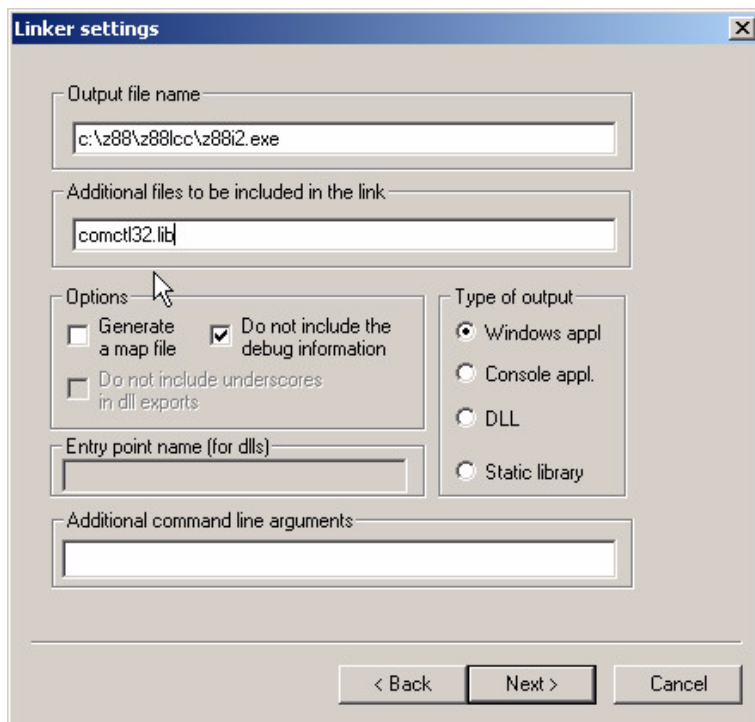 Linker settings
Output file name
c:\z88\z88lcc\z88i2.exe
Additional files to be included in the link
comctl32.lib
Options
Generate
a map file
Do not include the
debug information
Do not include underscores
in dll exports
Type of output
Windows appl
Console appl.
DLL
Static library
Entry point name (for dlls)
Additional command line arguments
< Back
Next >
Cancel